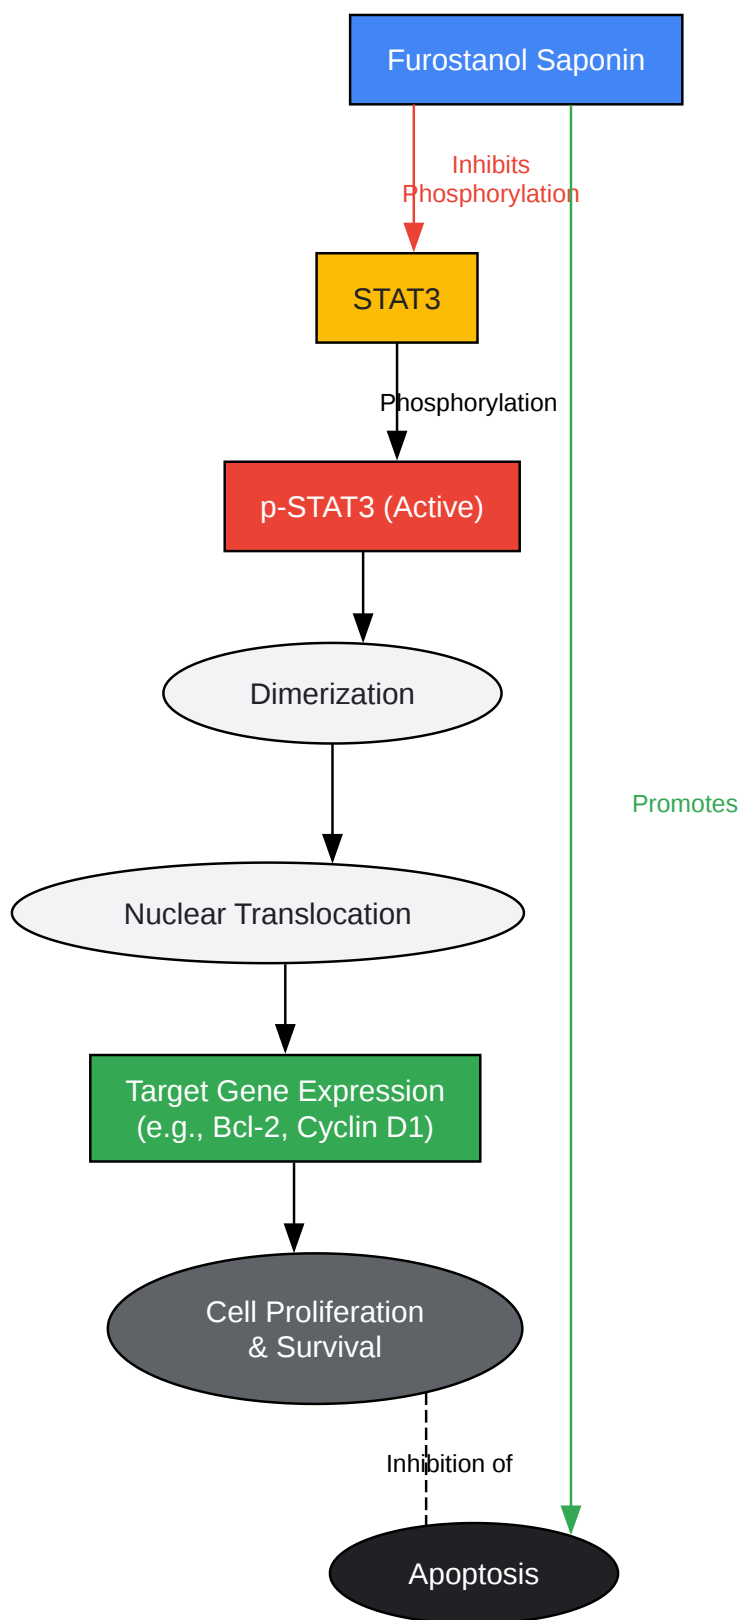 Furostanol Saponin
Inhibits
Phosphorylation
STAT3
Phosphorylation
p-STAT3 (Active)
Dimerization
Promotes
Nuclear Translocation
Target Gene Expression
(e.g., Bcl-2, Cyclin D1)
Cell Proliferation
& Survival
Inhibition of
Apoptosis